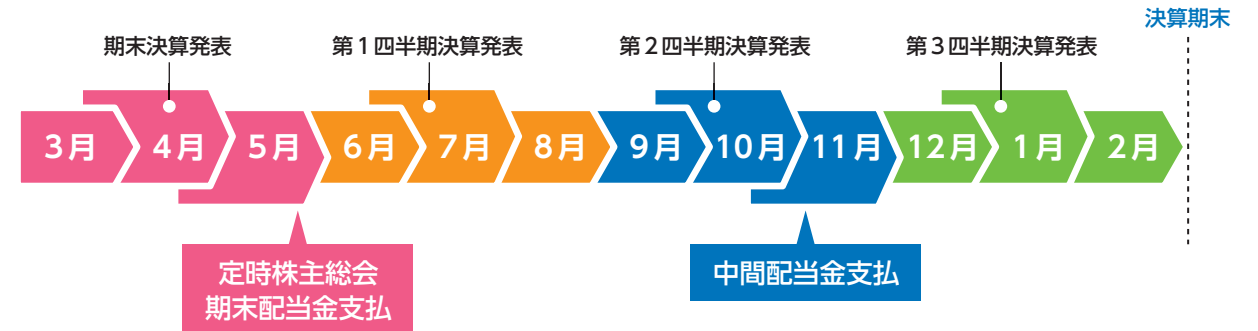 決算期末
期末決算発表
第1四半期決算発表
第2四半期決算発表
第3四半期決算発表
3月
4月
5月
6月
7月
8月
9月
10月
11月
12月
1月
2月
定時株主総会
期末配当金支払
中間配当金支払